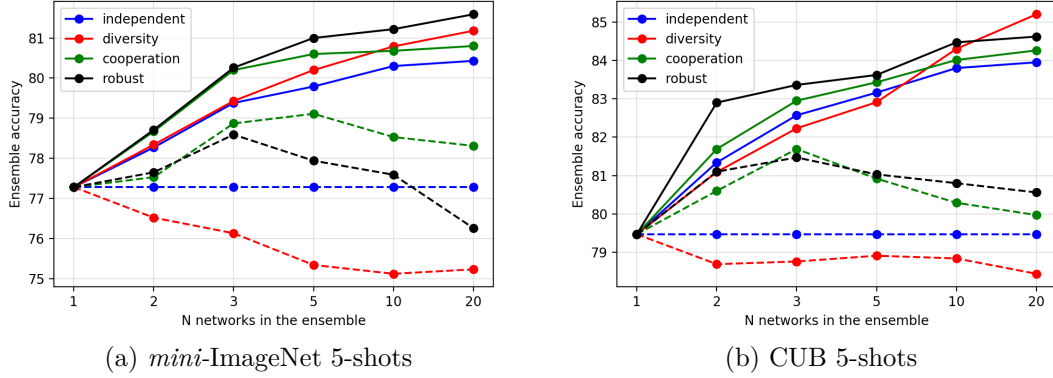 independent
diversity
cooperation
robust
Ensemble accuracy
81
80
79
78
77
76
75
1 2 3 5 10 20
N networks in the ensemble
(a) mini-ImageNet 5-shots
independent
diversity
cooperation
robust
Ensemble accuracy
85
84
83
82
81
80
79
1 2 3 5 10 20
N networks in the ensemble
(b) CUB 5-shots